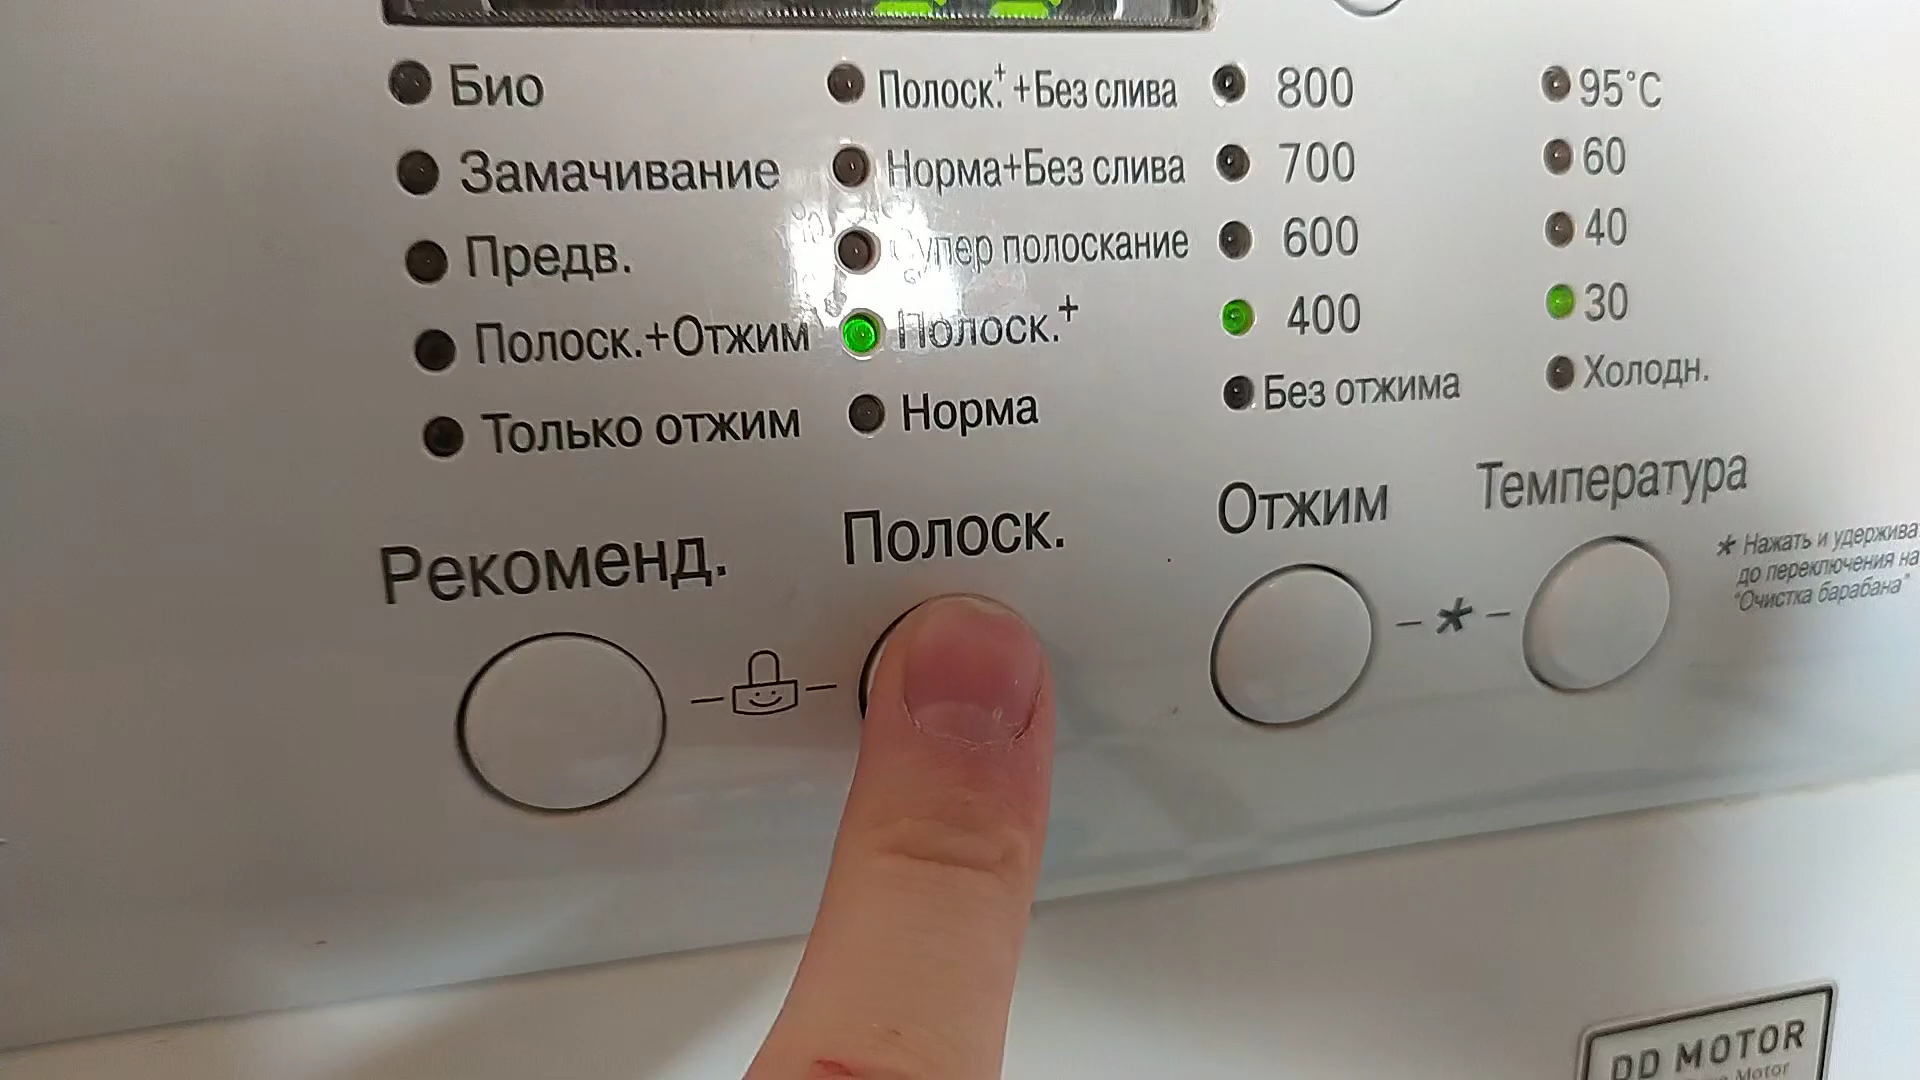 Био
Замачивание
Предв.
Полоск.+Отжим
Только отжим
Рекоменд.
Полоск.⁺+Без слива
Норма+Без слива
Супер полоскание
Полоск.⁺
Норма
Полоск.
800
700
600
400
Без отжима
Отжим
95°C
60
40
30
Холодн.
Температура
-*-
* Нажать и удержива
до переключения на
"Очистка барабана"
DD MOTOR
Motor